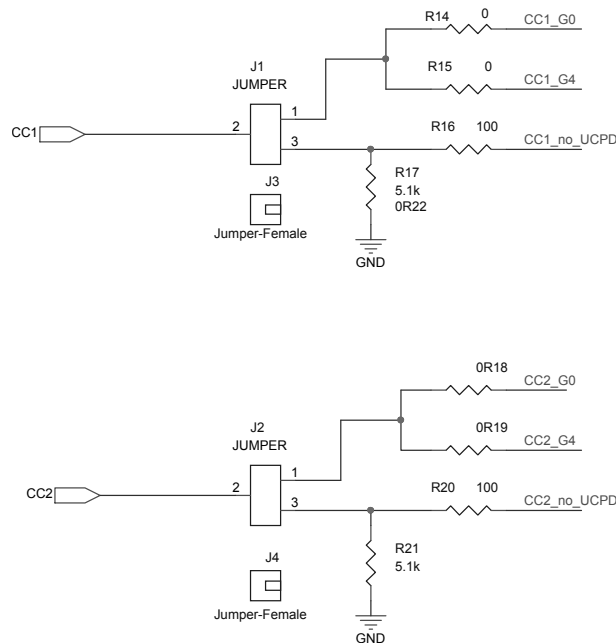 R14 0 CC1_G0
J1
JUMPER
R15 0 CC1_G4
1
CC1 2
R16 100 CC1_no_UCPD
3
J3
R17
5.1k
0R22
Jumper-Female
GND
0R18 CC2_G0
J2
JUMPER
0R19 CC2_G4
1
CC2 2
R20 100 CC2_no_UCPD
3
J4
R21
5.1k
Jumper-Female
GND